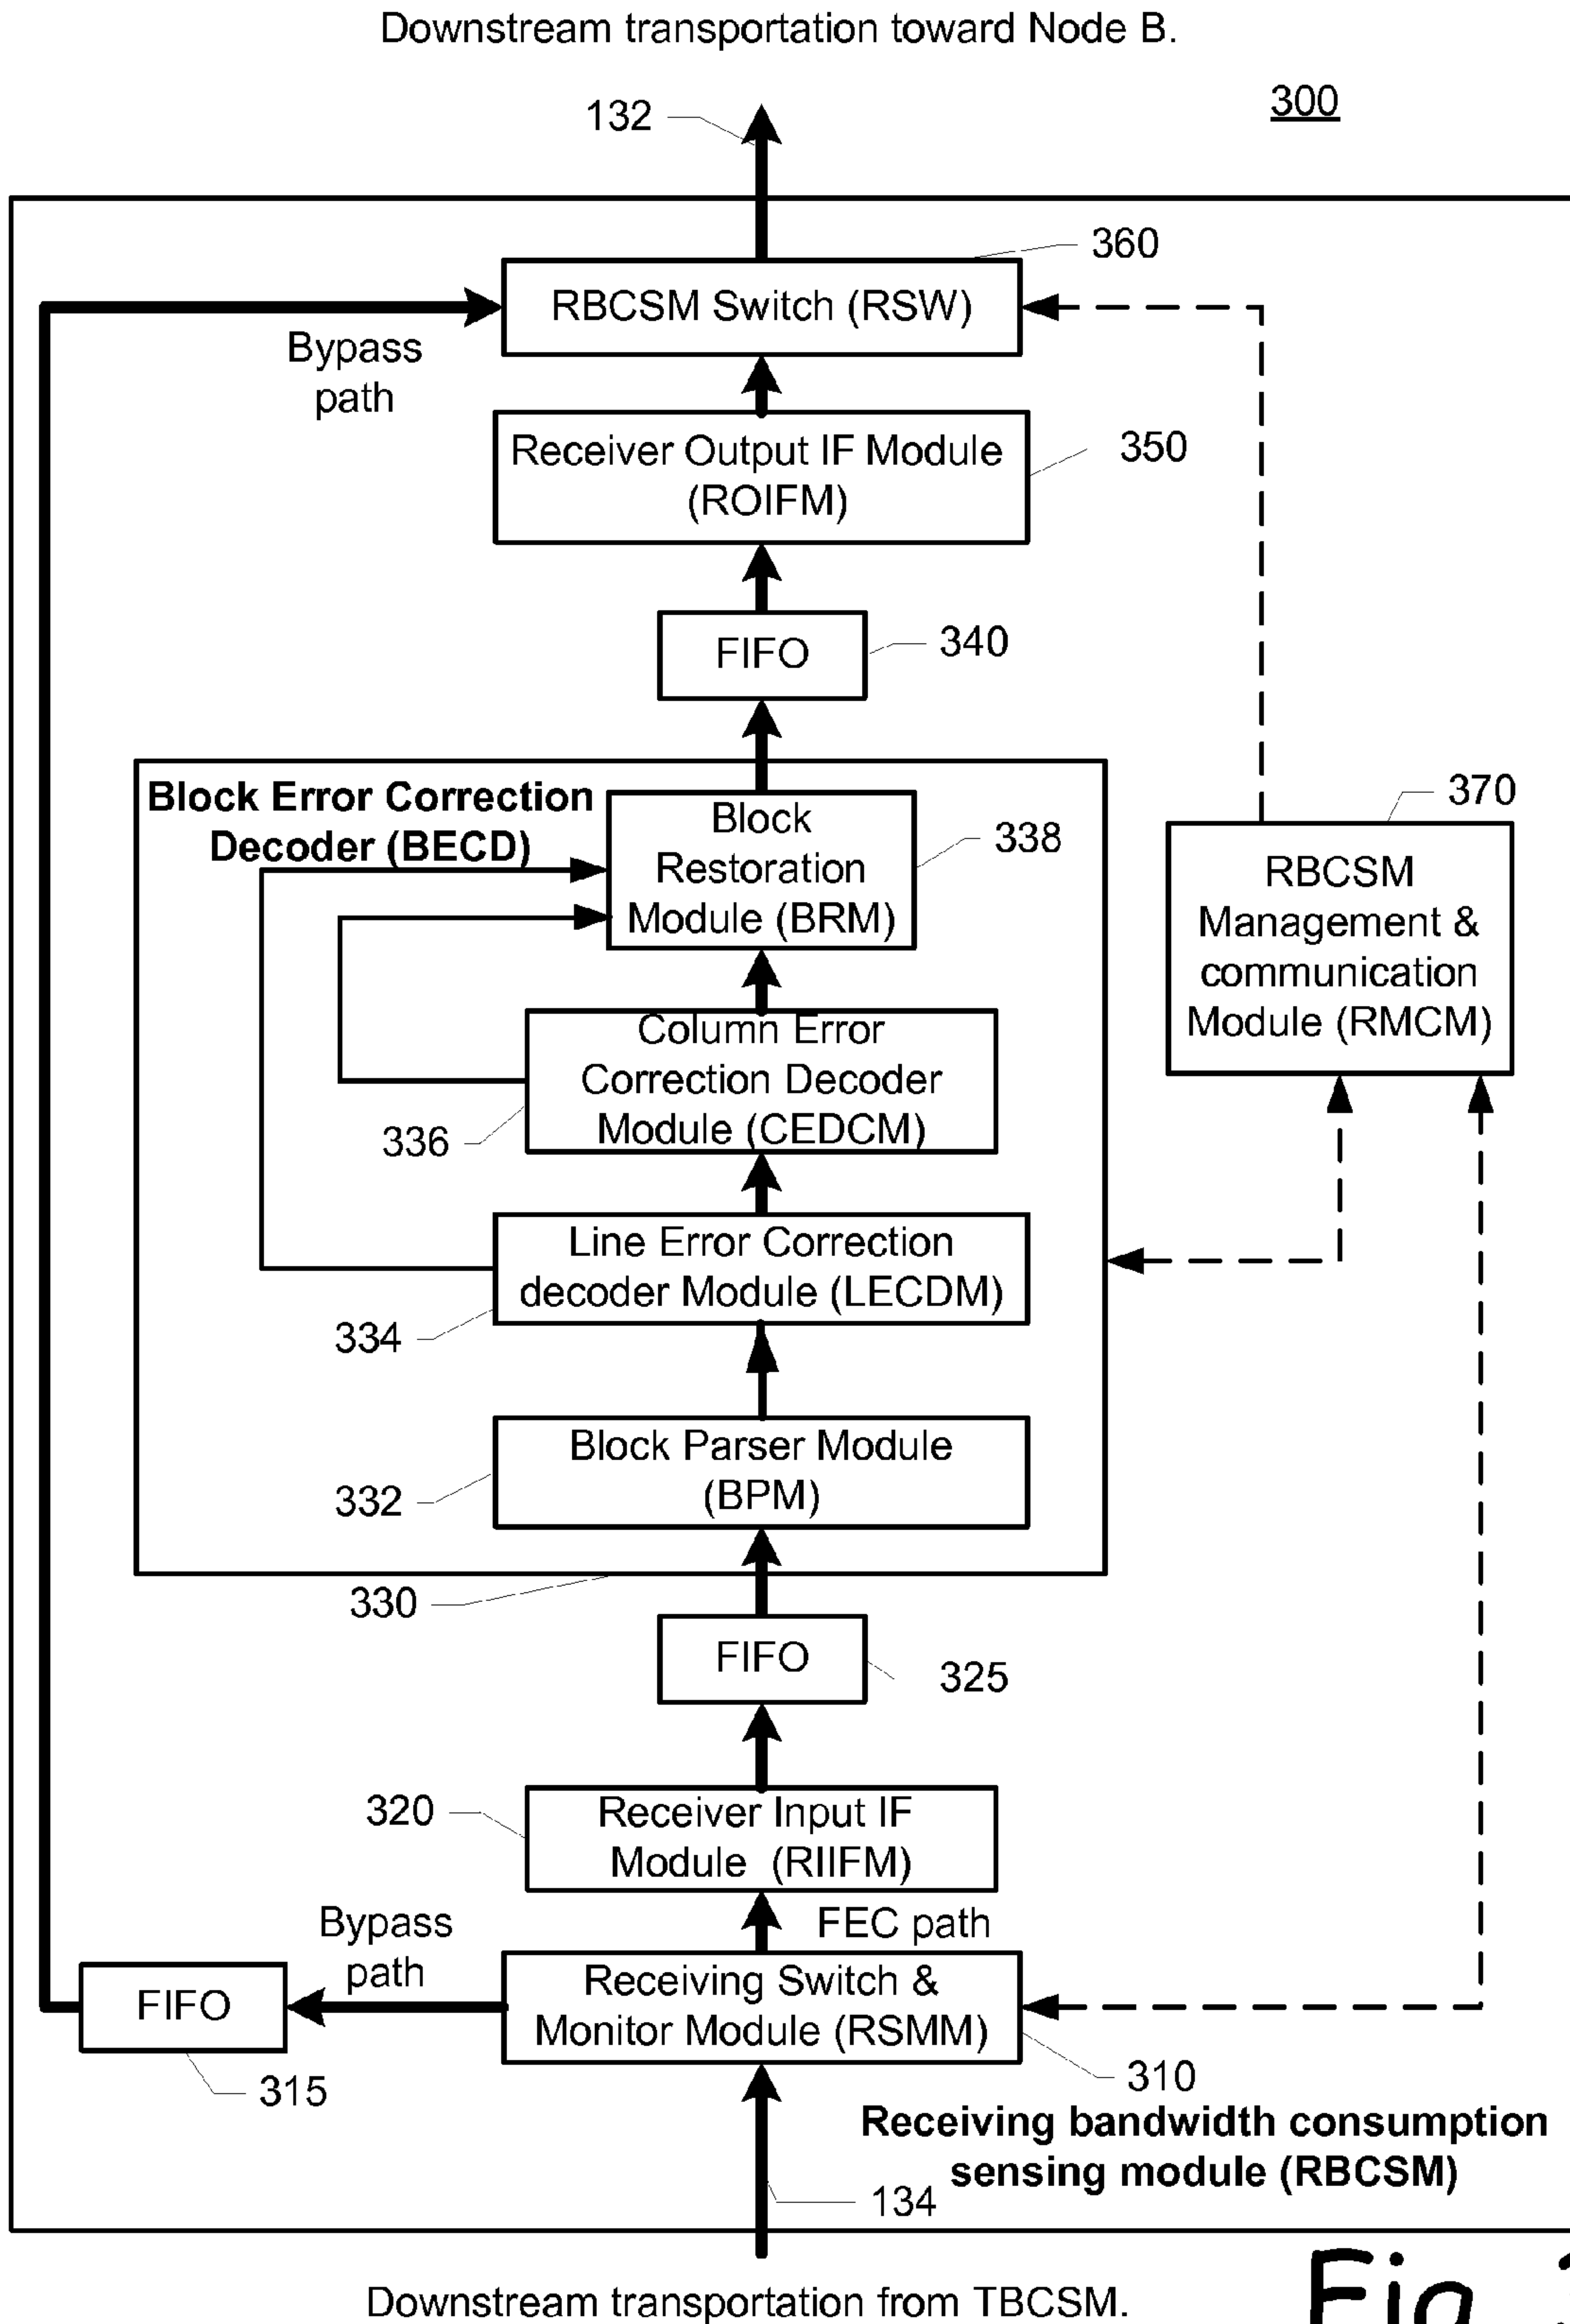 Downstream transportation toward Node B.
300
132
360
RBCSM Switch (RSW)
Bypass
path
Receiver Output IF Module
(ROIFM)
350
FIFO
340
Block Error Correction
Decoder (BECD)
Block
Restoration
Module (BRM)
338
370
RBCSM
Management &
communication
Module (RMCM)
Column Error
Correction Decoder
Module (CEDCM)
336
Line Error Correction
decoder Module (LECDM)
334
Block Parser Module
(BPM)
332
330
FIFO
325
320
Receiver Input IF
Module (RIIFM)
Bypass
path
FEC path
FIFO
315
Receiving Switch &
Monitor Module (RSMM)
310
Receiving bandwidth consumption
sensing module (RBCSM)
134
Downstream transportation from TBCSM.
Fig